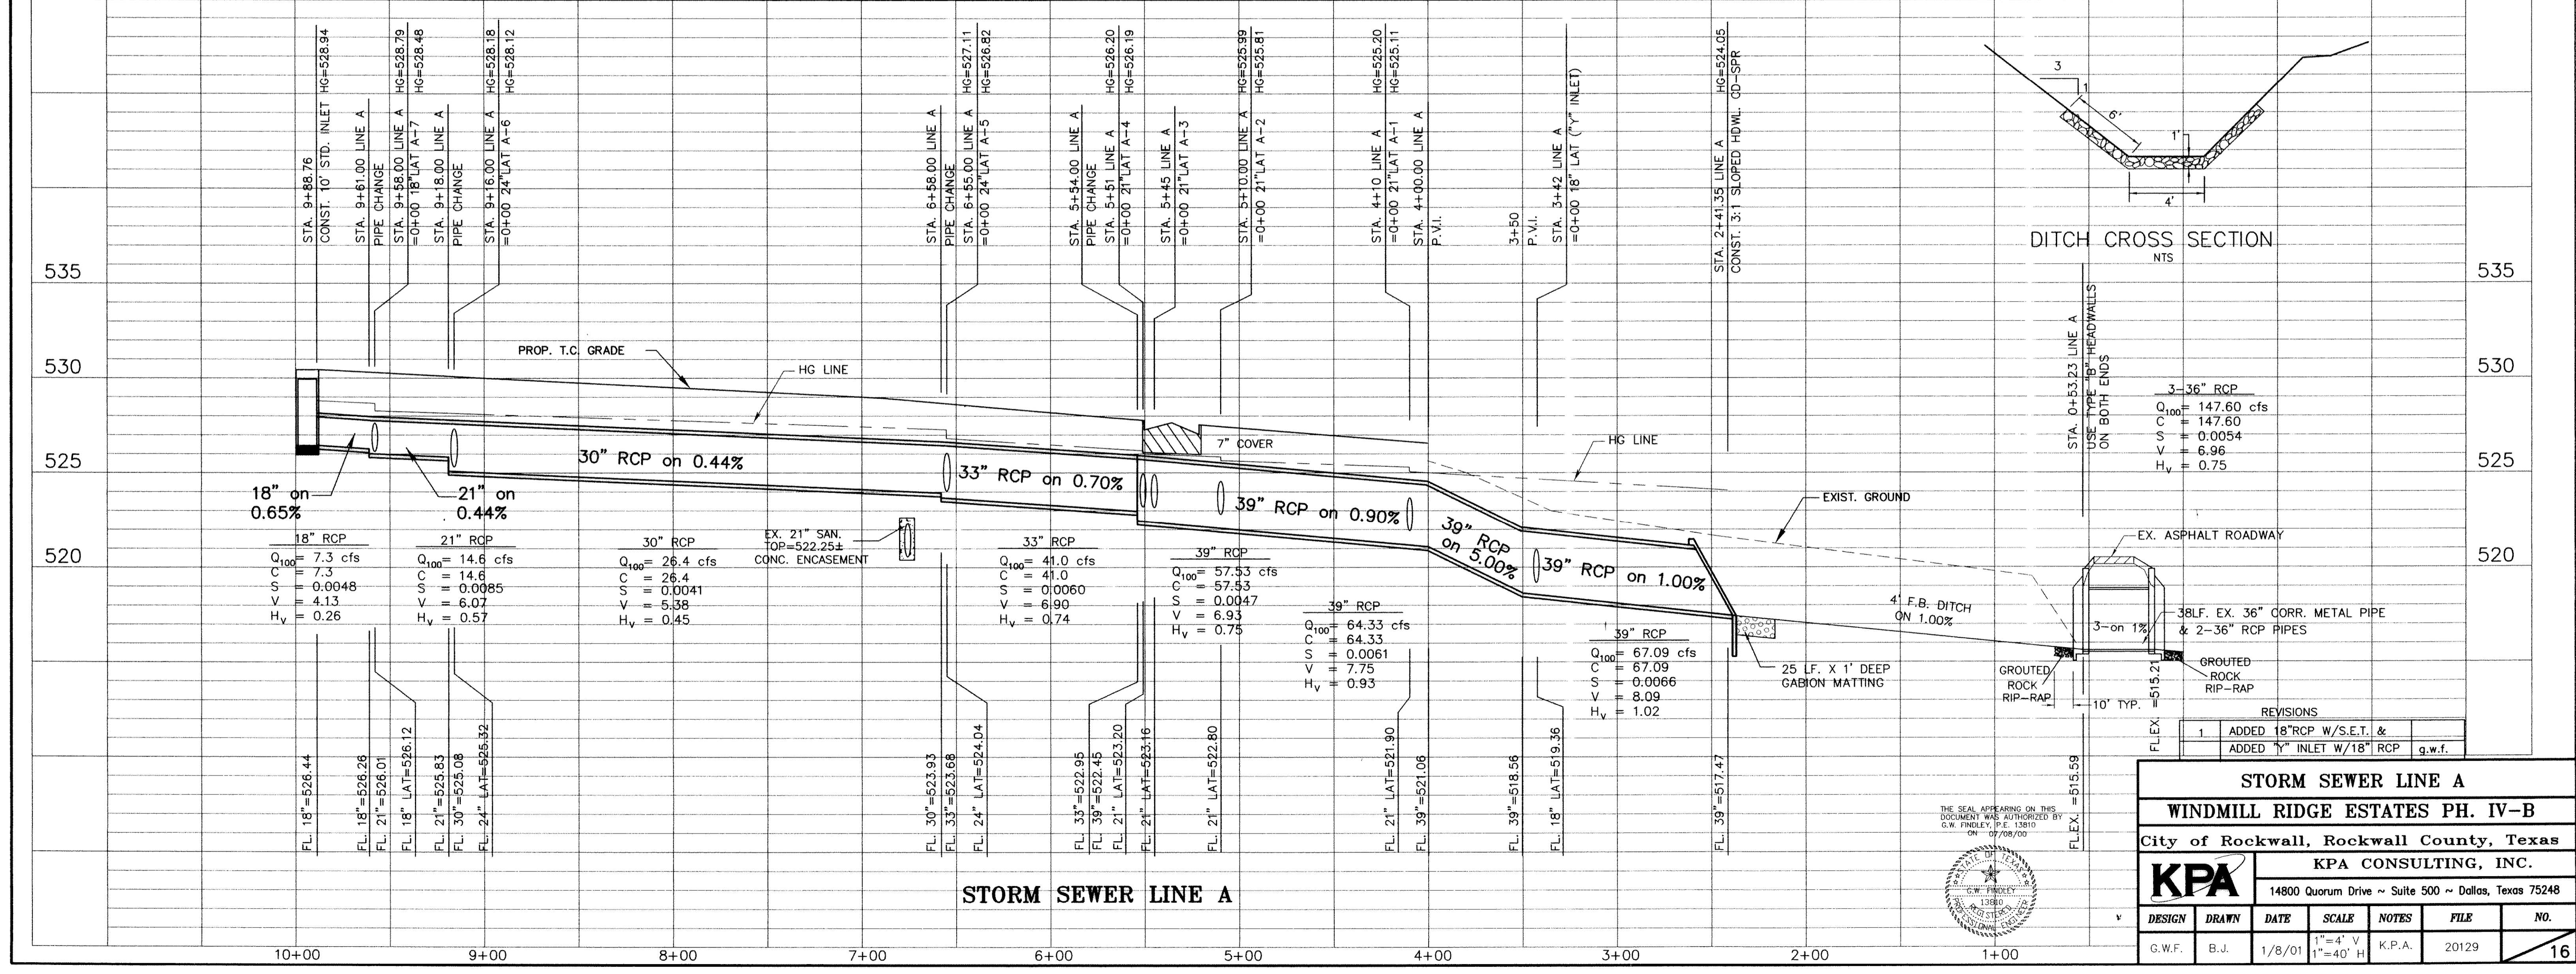 STA. 9+88.76
CONST. 10' STD. INLET HG=528.94
STA. 9+61.00 LINE A
PIPE CHANGE
STA. 9+58.00 LINE A HG=528.79
=0+00 18"LAT A-7 HG=528.48
STA. 9+18.00 LINE A
PIPE CHANGE
STA. 9+16.00 LINE A HG=528.18
=0+00 24"LAT A-6 HG=528.12
STA. 6+58.00 LINE A
PIPE CHANGE
STA. 6+55.00 LINE A HG=527.11
=0+00 24"LAT A-5 HG=526.82
STA. 5+54.00 LINE A
PIPE CHANGE
STA. 5+51 LINE A HG=526.20
=0+00 21"LAT A-4 HG=526.19
STA. 5+45 LINE A
=0+00 21"LAT A-3
STA. 5+10.00 LINE A HG=525.99
=0+00 21"LAT A-2 HG=525.81
STA. 4+10 LINE A HG=525.20
=0+00 21"LAT A-1 HG=525.11
STA. 4+00.00 LINE A
P.V.I.
3+50
P.V.I.
STA. 3+42 LINE A
=0+00 18" LAT ("Y" INLET)
STA. 2+41.35 LINE A HG=524.05
CONST. 3:1 SLOPED HDWL. CD-SPR
3
1
6'
1'
4'
DITCH CROSS SECTION
NTS
535
535
530
530
525
525
520
520
PROP. T.C. GRADE
HG LINE
7" COVER
HG LINE
EXIST. GROUND
STA. 0+53.23 LINE A
USE TYPE "B" HEADWALLS
ON BOTH ENDS
3-36" RCP
Q100= 147.60 cfs
C = 147.60
S = 0.0054
V = 6.96
HV = 0.75
18" on
0.65%
21" on
0.44%
30" RCP on 0.44%
33" RCP on 0.70%
39" RCP on 0.90%
39" RCP
on 5.00%
39" RCP on 1.00%
18" RCP
Q100= 7.3 cfs
C = 7.3
S = 0.0048
V = 4.13
HV = 0.26
21" RCP
Q100= 14.6 cfs
C = 14.6
S = 0.0085
V = 6.07
HV = 0.57
30" RCP
Q100= 26.4 cfs
C = 26.4
S = 0.0041
V = 5.38
HV = 0.45
EX. 21" SAN.
TOP=522.25±
CONC. ENCASEMENT
33" RCP
Q100= 41.0 cfs
C = 41.0
S = 0.0060
V = 6.90
HV = 0.74
39" RCP
Q100= 57.53 cfs
C = 57.53
S = 0.0047
V = 6.93
HV = 0.75
39" RCP
Q100= 64.33 cfs
C = 64.33
S = 0.0061
V = 7.75
HV = 0.93
39" RCP
Q100= 67.09 cfs
C = 67.09
S = 0.0066
V = 8.09
HV = 1.02
4' F.B. DITCH
ON 1.00%
25 LF. X 1' DEEP
GABION MATTING
EX. ASPHALT ROADWAY
38LF. EX. 36" CORR. METAL PIPE
& 2-36" RCP PIPES
3-on 1%
GROUTED
ROCK
RIP-RAP
GROUTED
ROCK
RIP-RAP
10' TYP.
FL. 18"=526.44
FL. 18"=526.26
FL. 21"=526.01
FL. 18" LAT=526.12
FL. 21"=525.83
FL. 30"=525.08
24" LAT=525.32
FL. 30"=523.93
FL. 33"=523.68
FL. 24" LAT=524.04
FL. 33"=522.95
FL. 39"=522.45
FL. 21" LAT=523.20
FL. 21" LAT=523.16
FL. 21" LAT=522.80
FL. 21" LAT=521.90
FL. 39"=521.06
FL. 39"=518.56
FL. 18" LAT=519.36
FL. 39"=517.47
FL.EX. =515.59
FL.EX. =515.21
REVISIONS
1 ADDED 18"RCP W/S.E.T. &
ADDED "Y" INLET W/18" RCP g.w.f.
THE SEAL APPEARING ON THIS
DOCUMENT WAS AUTHORIZED BY
G.W. FINDLEY, P.E. 13810
ON 07/08/00
STATE OF TEXAS
G.W. FINDLEY
13810
REGISTERED
PROFESSIONAL ENGINEER
STORM SEWER LINE A
STORM SEWER LINE A
WINDMILL RIDGE ESTATES PH. IV-B
City of Rockwall, Rockwall County, Texas
KPA
KPA CONSULTING, INC.
14800 Quorum Drive ~ Suite 500 ~ Dallas, Texas 75248
DESIGN DRAWN DATE SCALE NOTES FILE NO.
G.W.F. B.J. 1/8/01 1"=4' V 1"=40' H K.P.A. 20129 16
10+00 9+00 8+00 7+00 6+00 5+00 4+00 3+00 2+00 1+00